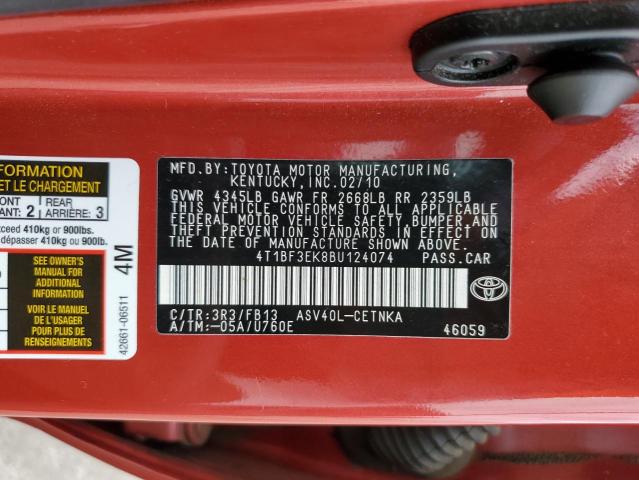 FORMATION
ET LE CHARGEMENT
NT 2 | REAR
ANT: 2 | ARRIÈRE: 3
xceed 410kg or 900lbs.
dépasser 410kg ou 900lbs.
SEE OWNER'S
MANUAL FOR
ADDITIONAL
INFORMATION
VOIR LE MANUEL
DE L'USAGER
POUR PLUS DE
RENSEIGNEMENTS
4M
42661-06511
MFD.BY:TOYOTA MOTOR MANUFACTURING,
KENTUCKY,INC.02/10
GVWR 4345LB GAWR FR 2668LB RR 2359LB
THIS VEHICLE CONFORMS TO ALL APPLICABLE
FEDERAL MOTOR VEHICLE SAFETY,BUMPER,AND
THEFT PREVENTION STANDARDS IN EFFECT ON
THE DATE OF MANUFACTURE SHOWN ABOVE.
4T1BF3EK8BU124074 PASS.CAR
C/TR:3R3/FB13 ASV40L-CETNKA
A/TM:-05A/U760E 46059